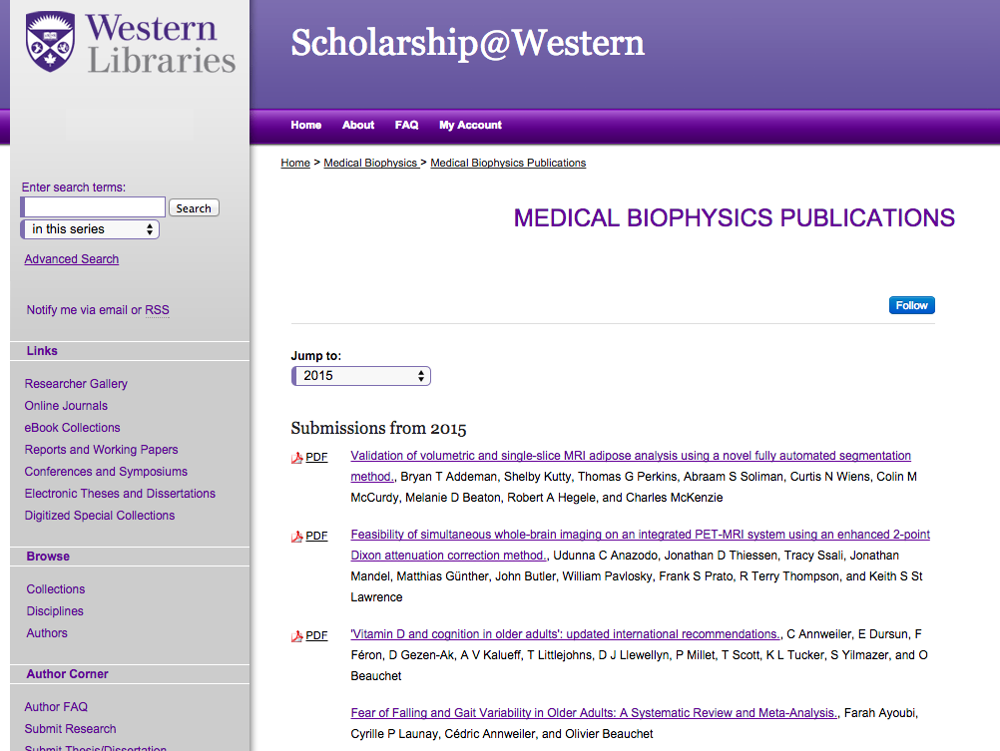 Western
Libraries
Scholarship@Western
Home About FAQ My Account
Home > Medical Biophysics > Medical Biophysics Publications
Enter search terms:
Search
in this series
Advanced Search
Notify me via email or RSS
Links
Researcher Gallery
Online Journals
eBook Collections
Reports and Working Papers
Conferences and Symposiums
Electronic Theses and Dissertations
Digitized Special Collections
Browse
Collections
Disciplines
Authors
Author Corner
Author FAQ
Submit Research
Submit Thesis/Dissertation
MEDICAL BIOPHYSICS PUBLICATIONS
Follow
Jump to:
2015
Submissions from 2015
PDF Validation of volumetric and single-slice MRI adipose analysis using a novel fully automated segmentation
method., Bryan T Addeman, Shelby Kutty, Thomas G Perkins, Abraam S Soliman, Curtis N Wiens, Colin M
McCurdy, Melanie D Beaton, Robert A Hegele, and Charles McKenzie
PDF Feasibility of simultaneous whole-brain imaging on an integrated PET-MRI system using an enhanced 2-point
Dixon attenuation correction method., Udunna C Anazodo, Jonathan D Thiessen, Tracy Ssali, Jonathan
Mandel, Matthias Günther, John Butler, William Pavlosky, Frank S Prato, R Terry Thompson, and Keith S St
Lawrence
PDF 'Vitamin D and cognition in older adults': updated international recommendations., C Annweiler, E Dursun, F
Féron, D Gezen-Ak, A V Kalueff, T Littlejohns, D J Llewellyn, P Millet, T Scott, K L Tucker, S Yilmazer, and O
Beauchet
Fear of Falling and Gait Variability in Older Adults: A Systematic Review and Meta-Analysis., Farah Ayoubi,
Cyrille P Launay, Cédric Annweiler, and Olivier Beauchet